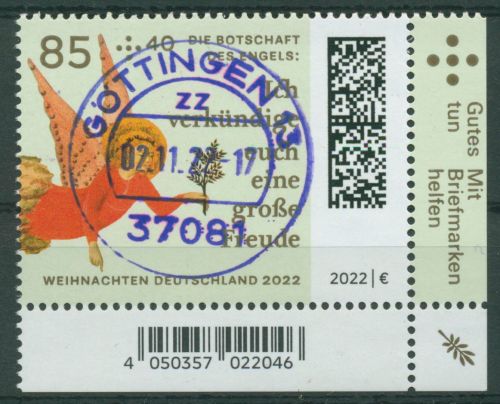 85 + 40
DIE BOTSCHAFT
DES ENGELS:
Ich
verkündige
euch
eine
große
Freude
GÖTTINGEN 13
ZZ
02.11.22-17
37081
WEIHNACHTEN DEUTSCHLAND 2022
2022 | €
Gutes tun
Mit Briefmarken helfen
4 050357 022046